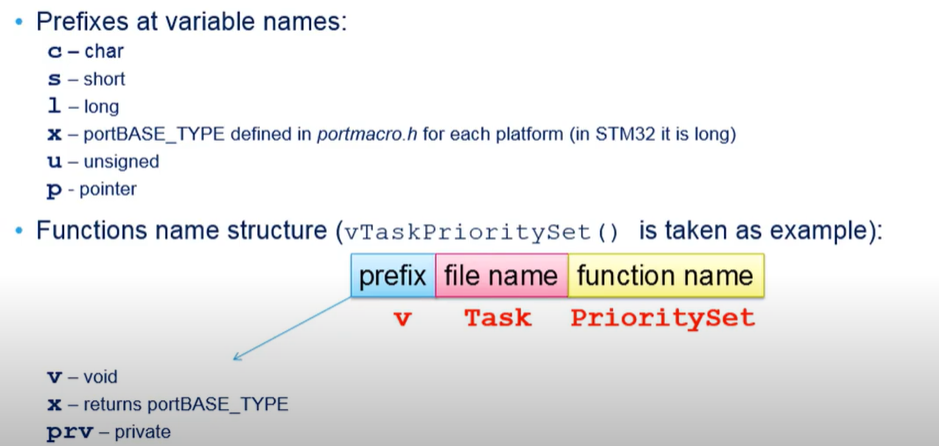 • Prefixes at variable names:
c – char
s – short
l – long
x – portBASE_TYPE defined in portmacro.h for each platform (in STM32 it is long)
u – unsigned
p - pointer
• Functions name structure (vTaskPrioritySet() is taken as example):
prefix file name function name
v Task PrioritySet
v – void
x – returns portBASE_TYPE
prv – private